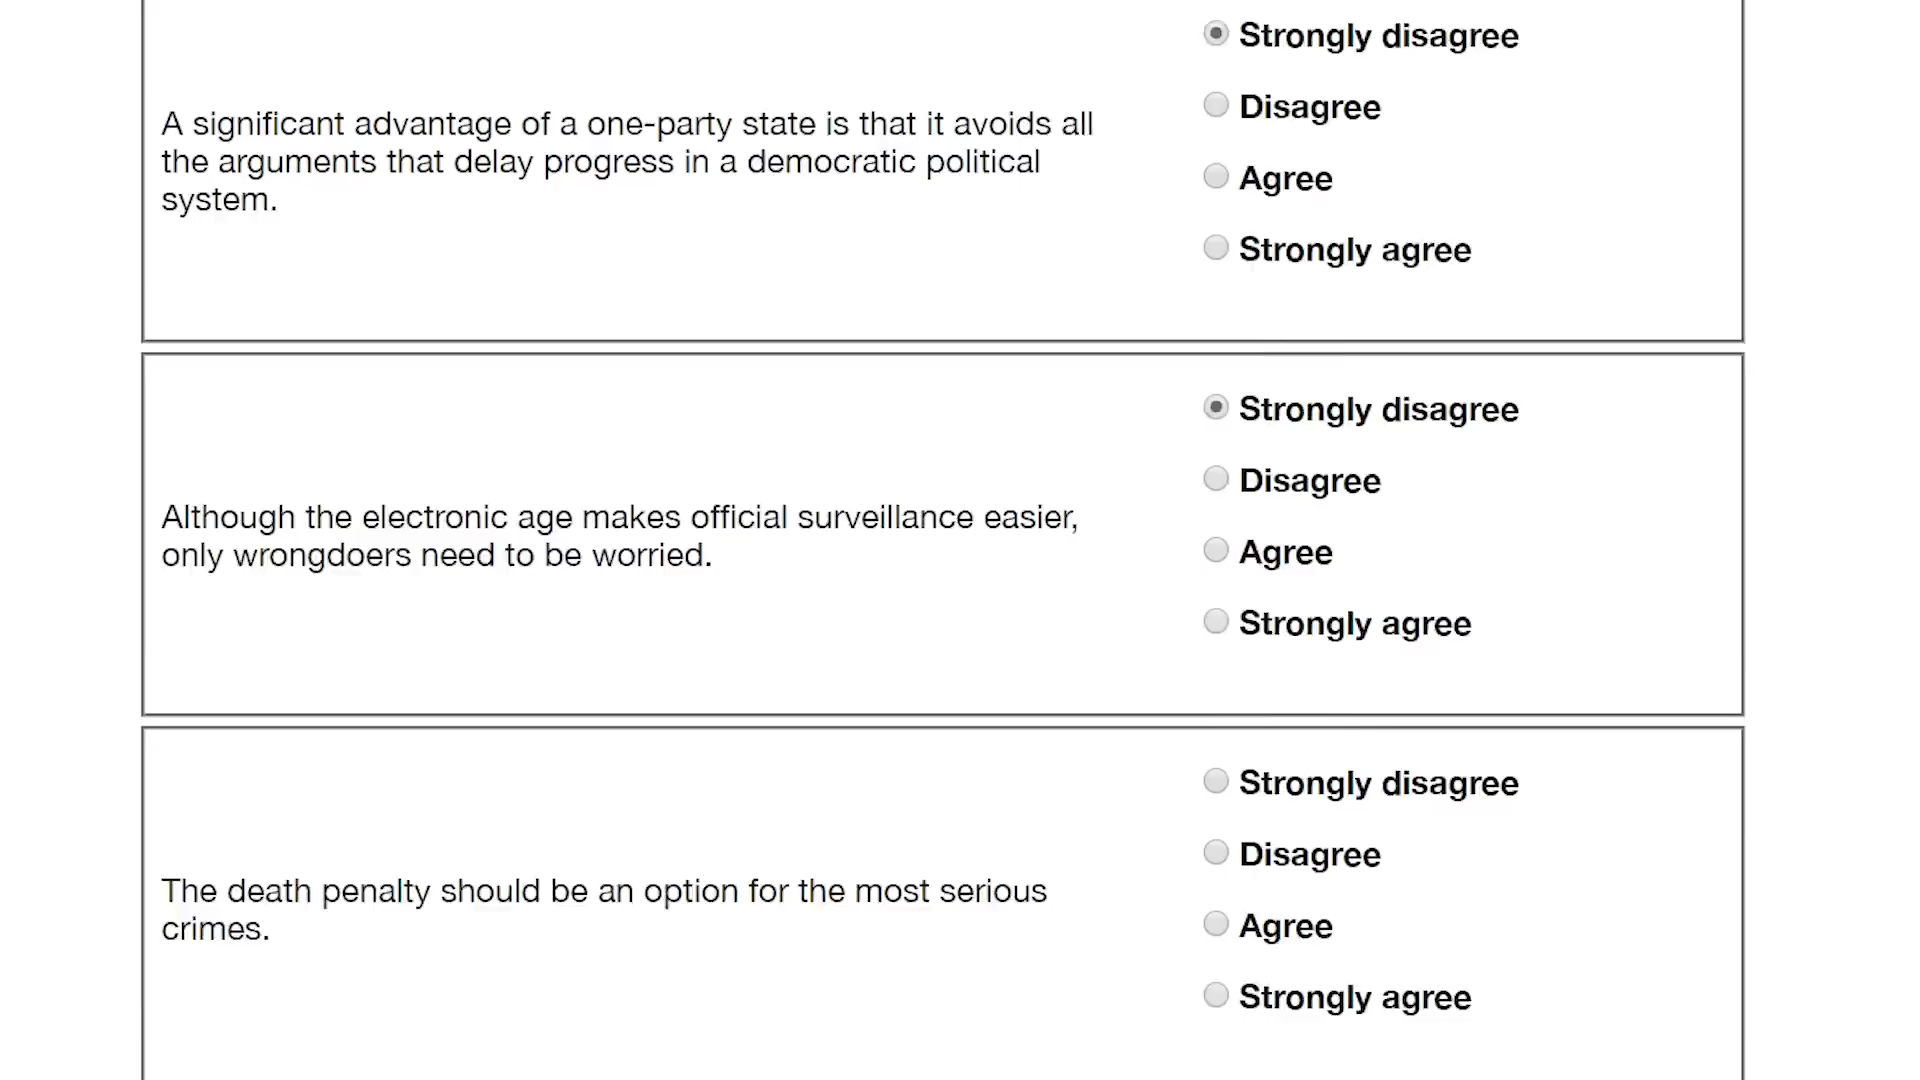 Strongly disagree
Disagree
A significant advantage of a one-party state is that it avoids all
the arguments that delay progress in a democratic political
system.
Agree
Strongly agree
Strongly disagree
Disagree
Although the electronic age makes official surveillance easier,
only wrongdoers need to be worried.
Agree
Strongly agree
Strongly disagree
Disagree
The death penalty should be an option for the most serious
crimes.
Agree
Strongly agree